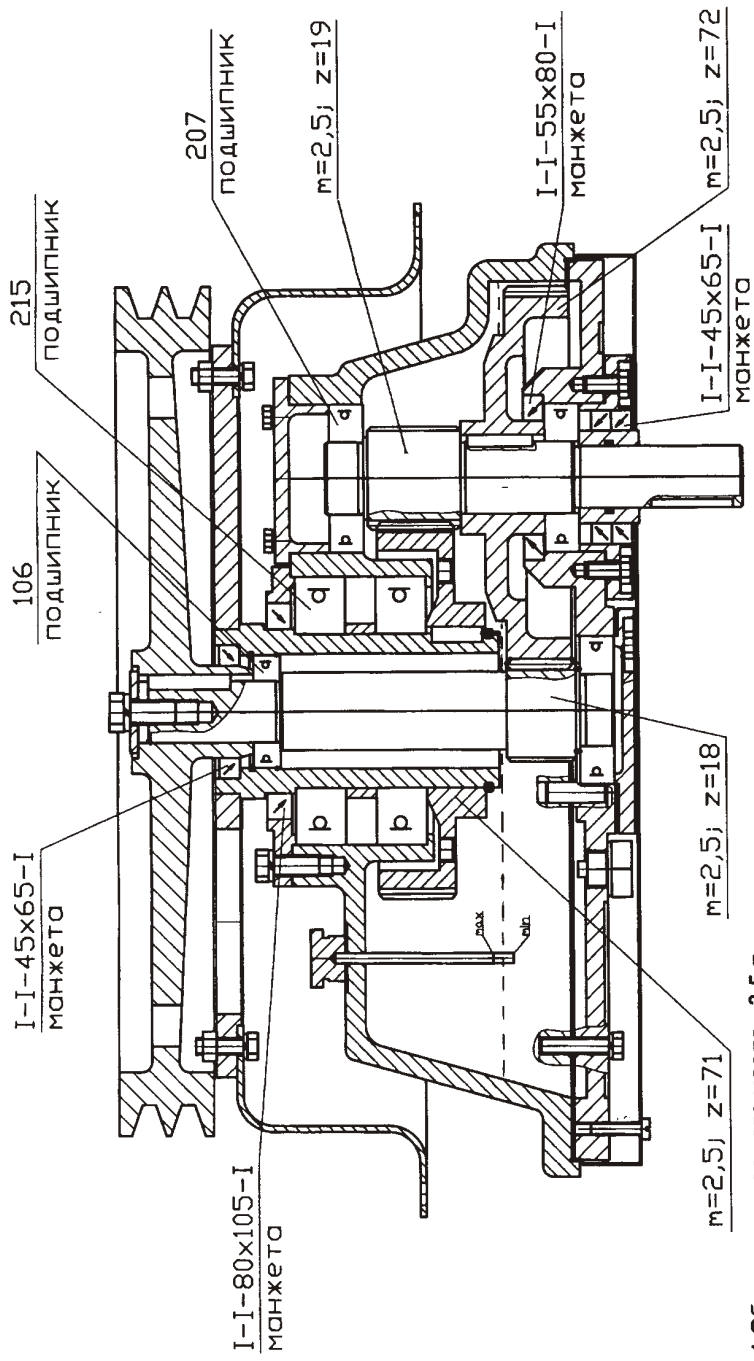 I-I-45x65-I
манжета
106
подшипник
215
подшипник
207
подшипник
m=2,5; z=19
I-I-55x80-I
манжета
m=2,5; z=72
I-I-45x65-I
манжета
m=2,5; z=18
m=2,5; z=71
I-I-80x105-I
манжета
max
min